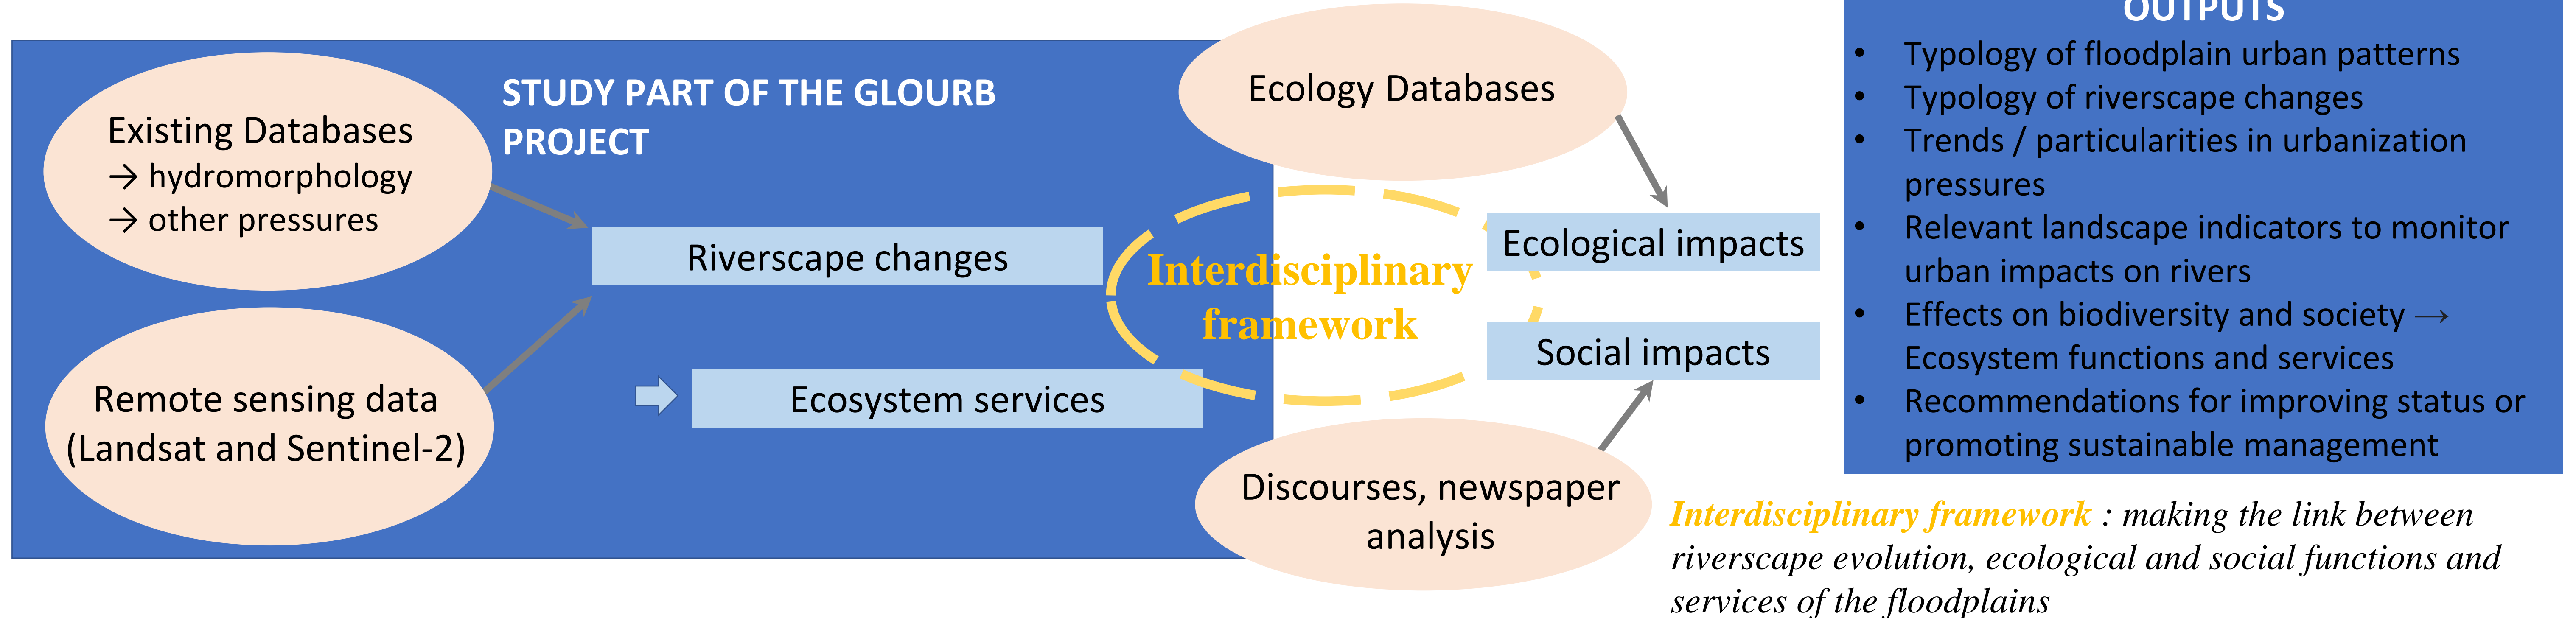 STUDY PART OF THE GLOURB
PROJECT
Existing Databases
→ hydromorphology
→ other pressures
Remote sensing data
(Landsat and Sentinel-2)
Riverscape changes
Ecosystem services
Ecology Databases
Interdisciplinary
framework
Ecological impacts
Social impacts
Discourses, newspaper
analysis
OUTPUTS
• Typology of floodplain urban patterns
• Typology of riverscape changes
• Trends / particularities in urbanization
pressures
• Relevant landscape indicators to monitor
urban impacts on rivers
• Effects on biodiversity and society →
Ecosystem functions and services
• Recommendations for improving status or
promoting sustainable management
Interdisciplinary framework : making the link between
riverscape evolution, ecological and social functions and
services of the floodplains